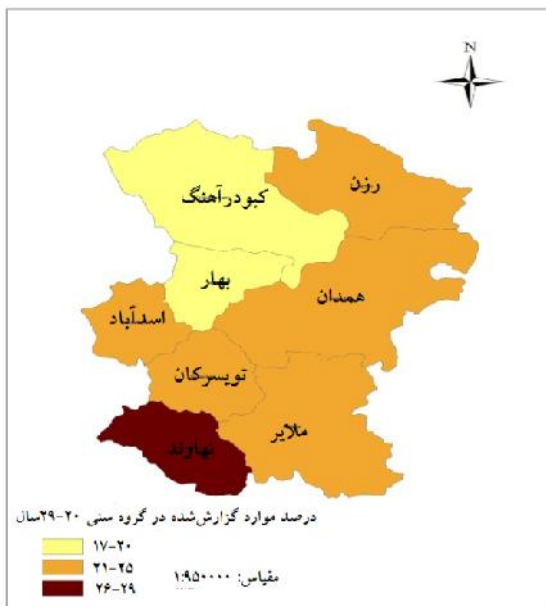 N
رزن
کبودرآهنگ
بهار
همدان
اسدآباد
تویسرکان
ملایر
نهاوند
درصد موارد گزارش‌شده در گروه سنی ۲۰-۲۹سال
۱۷-۲۰
۲۱-۲۵
۲۶-۲۹
مقیاس: ۱:۹۵۰۰۰۰